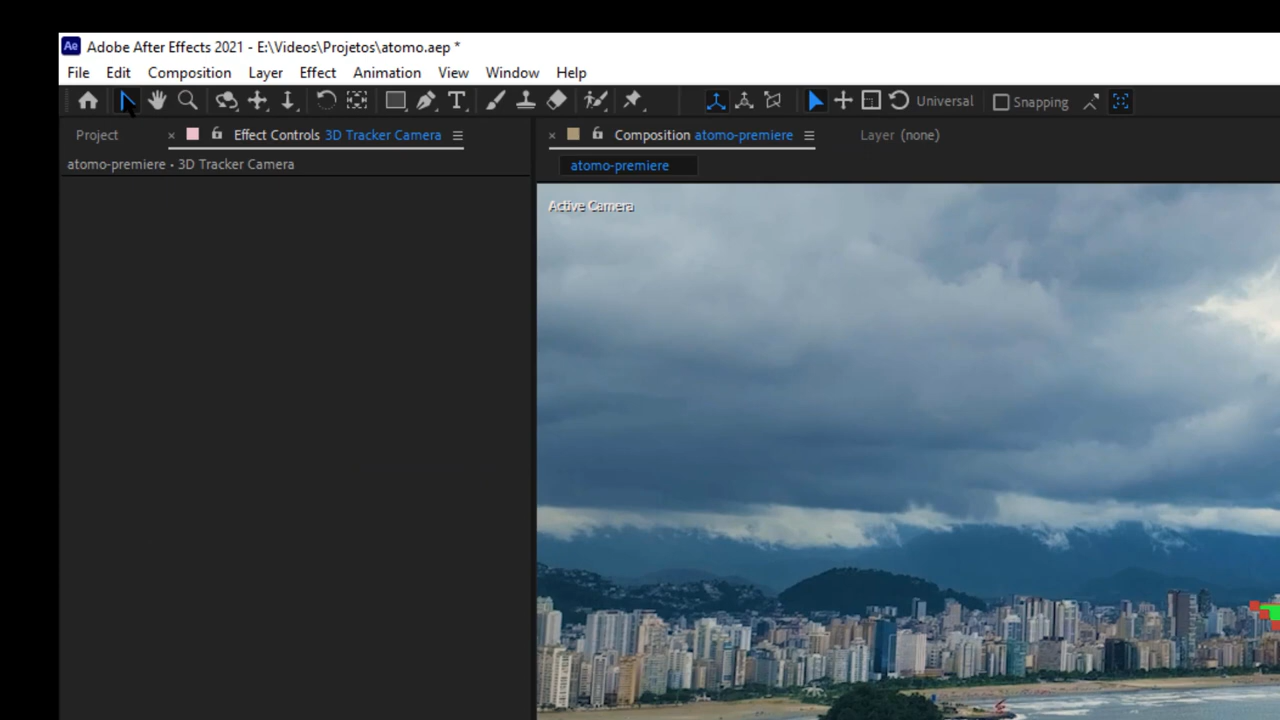 Ae Adobe After Effects 2021 - E:\Videos\Projetos\atomo.aep *
File Edit Composition Layer Effect Animation View Window Help
T Universal Snapping
Project × Effect Controls 3D Tracker Camera × Composition atomo-premiere Layer (none)
atomo-premiere • 3D Tracker Camera
atomo-premiere
Active Camera